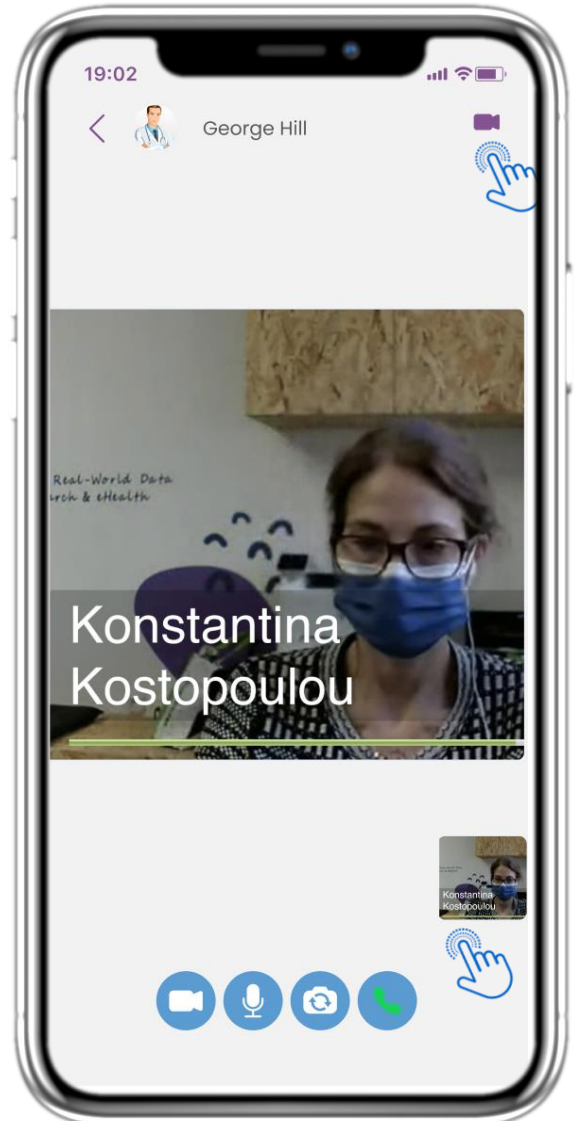 19:02
George Hill
Real-World Data
rch & eHealth
Konstantina
Kostopoulou
Konstantina
Kostopoulou